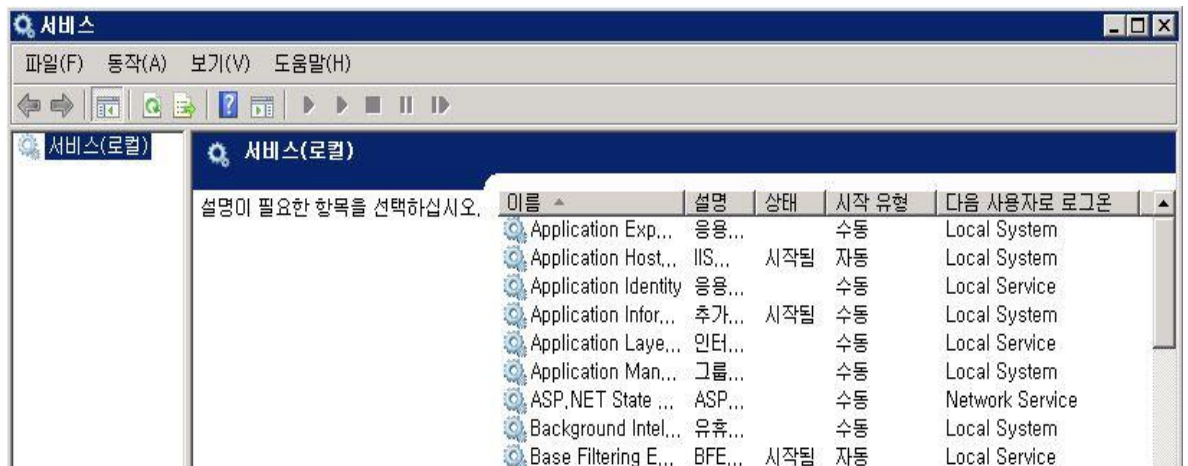 서비스
파일(F) 동작(A) 보기(V) 도움말(H)
서비스(로컬)
서비스(로컬)
설명이 필요한 항목을 선택하십시오.
이름 설명 상태 시작 유형 다음 사용자로 로그온
Application Exp... 응용... 수동 Local System
Application Host... IIS... 시작됨 자동 Local System
Application Identity 응용... 수동 Local Service
Application Infor... 추가... 시작됨 수동 Local System
Application Laye... 인터... 수동 Local Service
Application Man... 그룹... 수동 Local System
ASP.NET State ... ASP... 수동 Network Service
Background Intel... 유휴... 수동 Local System
Base Filtering E... BFE... 시작됨 자동 Local Service